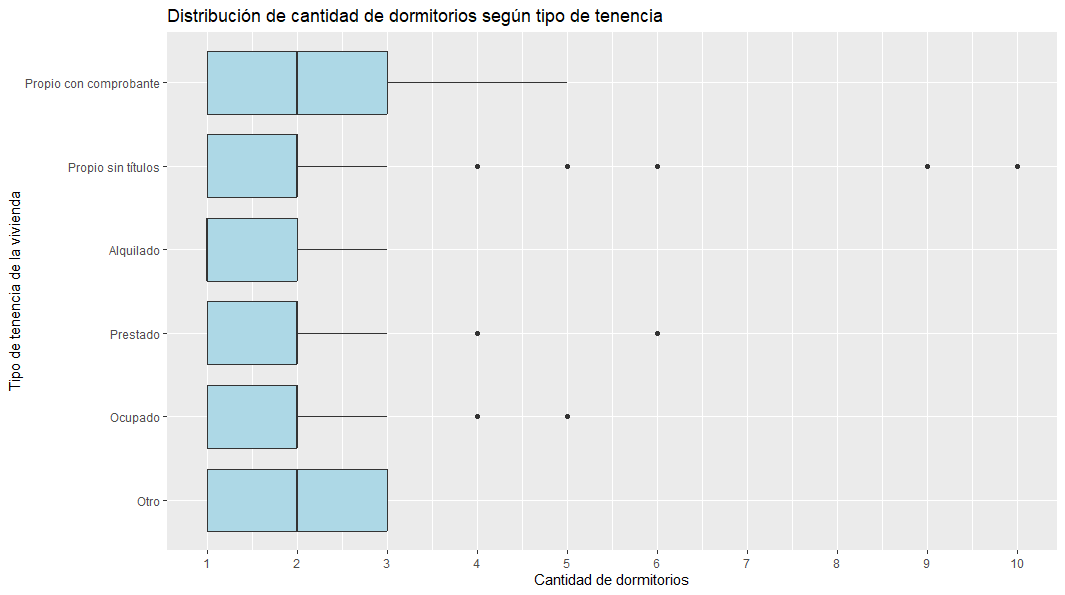 Distribución de cantidad de dormitorios según tipo de tenencia
Tipo de tenencia de la vivienda
Propio con comprobante
Propio sin títulos
Alquilado
Prestado
Ocupado
Otro
1 2 3 4 5 6 7 8 9 10
Cantidad de dormitorios